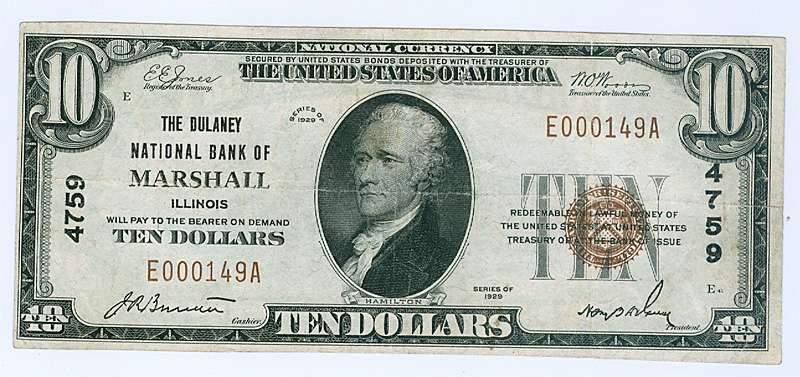 NATIONAL CURRENCY
SECURED BY UNITED STATES BONDS DEPOSITED WITH THE TREASURER OF
THE UNITED STATES OF AMERICA
10
10
E E Jones
Register of the Treasury.
W.O. Woods
Treasurer of the United States.
E
SERIES OF
1929
E000149A
THE DULANEY
NATIONAL BANK OF
MARSHALL
ILLINOIS
WILL PAY TO THE BEARER ON DEMAND
TEN DOLLARS
4759
E000149A
TEN
REDEEMABLE IN LAWFUL MONEY OF
THE UNITED STATES AT UNITED STATES
TREASURY OR AT THE BANK OF ISSUE
4759
SERIES OF
1929
E
HAMILTON
Cashier.
President.
10
TEN
TEN DOLLARS
10
TEN